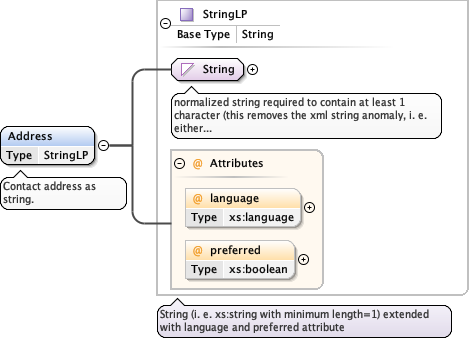 StringLP
Base Type String
String
normalized string required to contain at least 1
character (this removes the xml string anomaly, i. e.
either...
Address
Type StringLP
Contact address as
string.
@ Attributes
@ language
Type xs:language
@ preferred
Type xs:boolean
String (i. e. xs:string with minimum length=1) extended
with language and preferred attribute